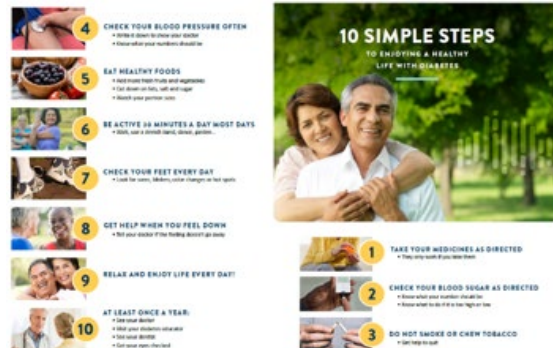 10 SIMPLE STEPS
TO ENJOYING A HEALTHY
LIFE WITH DIABETES
1
TAKE YOUR MEDICINES AS DIRECTED
• They only work if you take them
2
CHECK YOUR BLOOD SUGAR AS DIRECTED
• Know what your number should be
• Know what to do if it is too high or low
3
DO NOT SMOKE OR CHEW TOBACCO
• Get help to quit
4
CHECK YOUR BLOOD PRESSURE OFTEN
• Write it down to show your doctor
• Know what your numbers should be
5
EAT HEALTHY FOODS
• Add more fresh fruits and vegetables
• Cut down on fats, salt and sugar
• Watch your portion sizes
6
BE ACTIVE 30 MINUTES A DAY MOST DAYS
• Walk, use a stretch band, dance, garden...
7
CHECK YOUR FEET EVERY DAY
• Look for sores, blisters, color changes or hot spots
8
GET HELP WHEN YOU FEEL DOWN
• Tell your doctor if the feeling doesn't go away
9
RELAX AND ENJOY LIFE EVERY DAY!
10
AT LEAST ONCE A YEAR:
• See your doctor
• Visit your diabetes educator
• See your dentist
• Get your eyes checked